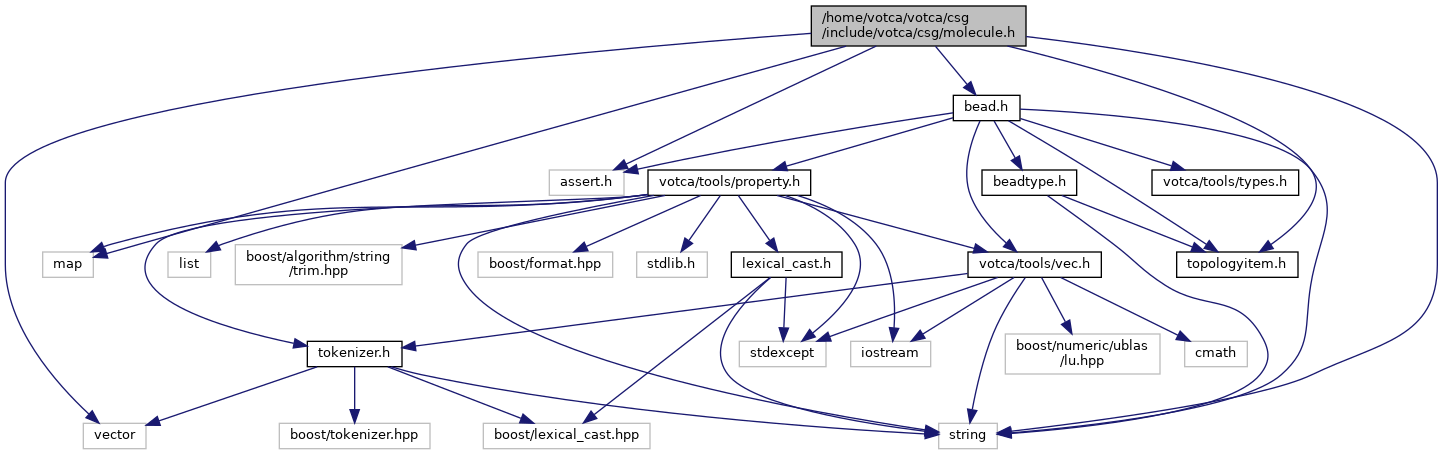 /home/votca/votca/csg
/include/votca/csg/molecule.h
bead.h
assert.h
votca/tools/property.h
beadtype.h
votca/tools/types.h
map
list
boost/algorithm/string
/trim.hpp
boost/format.hpp
stdlib.h
lexical_cast.h
votca/tools/vec.h
topologyitem.h
tokenizer.h
stdexcept
iostream
boost/numeric/ublas
/lu.hpp
cmath
vector
boost/tokenizer.hpp
boost/lexical_cast.hpp
string